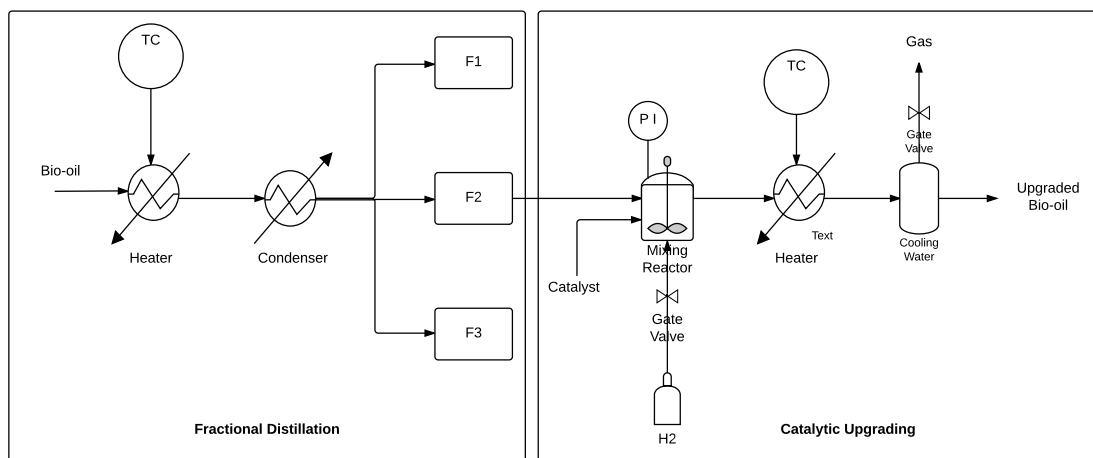 TC
F1
Bio-oil
Heater
Condenser
F2
F3
Fractional Distillation
P I
TC
Gas
Gate
Valve
Mixing
Reactor
Catalyst
Gate
Valve
H2
Text
Heater
Cooling
Water
Upgraded
Bio-oil
Catalytic Upgrading